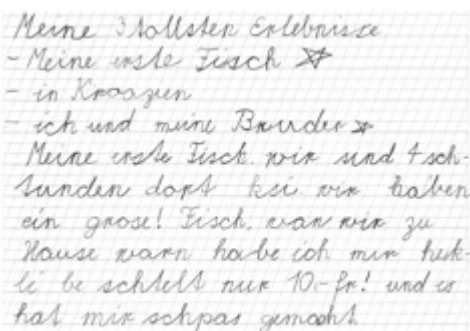 Meine 3 tollsten Erlebnisse
- Meine erste Fisch ☆
- in Kroazien
- ich und meine Bruder ☆
Meine erste Fisch. wir sind 4 sch-
tunden dort ksi. wir haben
ein grose! Fisch. wan wir zu
Hause warn habe ich mir huk-
li be schtelt nur 10.-fr.! und es
hat mir schpas gemacht.